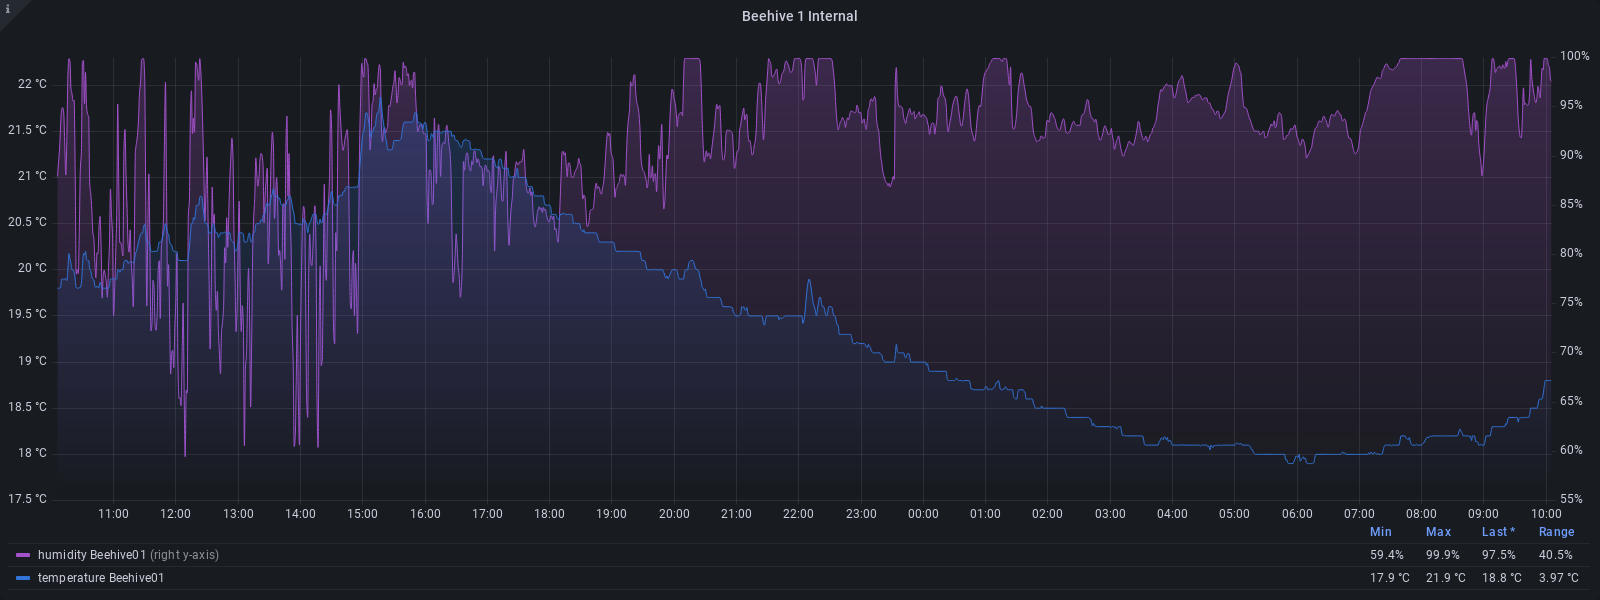 i
Beehive 1 Internal
22 °C
21.5 °C
21 °C
20.5 °C
20 °C
19.5 °C
19 °C
18.5 °C
18 °C
17.5 °C
100%
95%
90%
85%
80%
75%
70%
65%
60%
55%
11:00 12:00 13:00 14:00 15:00 16:00 17:00 18:00 19:00 20:00 21:00 22:00 23:00 00:00 01:00 02:00 03:00 04:00 05:00 06:00 07:00 08:00 09:00 10:00
Min Max Last * Range
humidity Beehive01 (right y-axis) 59.4% 99.9% 97.5% 40.5%
temperature Beehive01 17.9 °C 21.9 °C 18.8 °C 3.97 °C